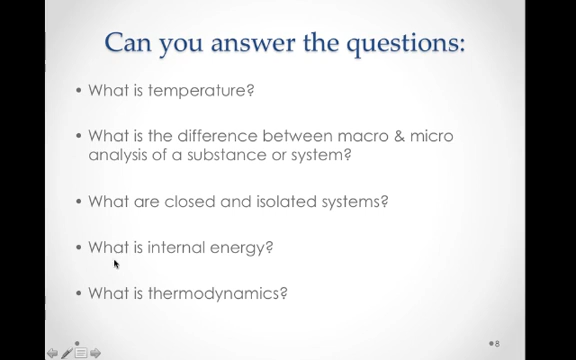 Can you answer the questions:
• What is temperature?
• What is the difference between macro & micro
analysis of a substance or system?
• What are closed and isolated systems?
• What is internal energy?
• What is thermodynamics?
8